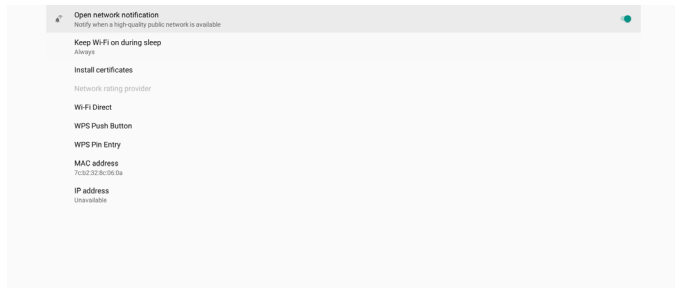 Open network notification
Notify when a high-quality public network is available
Keep Wi-Fi on during sleep
Always
Install certificates
Network rating provider
Wi-Fi Direct
WPS Push Button
WPS Pin Entry
MAC address
7c:b2:32:8c:06:0a
IP address
Unavailable